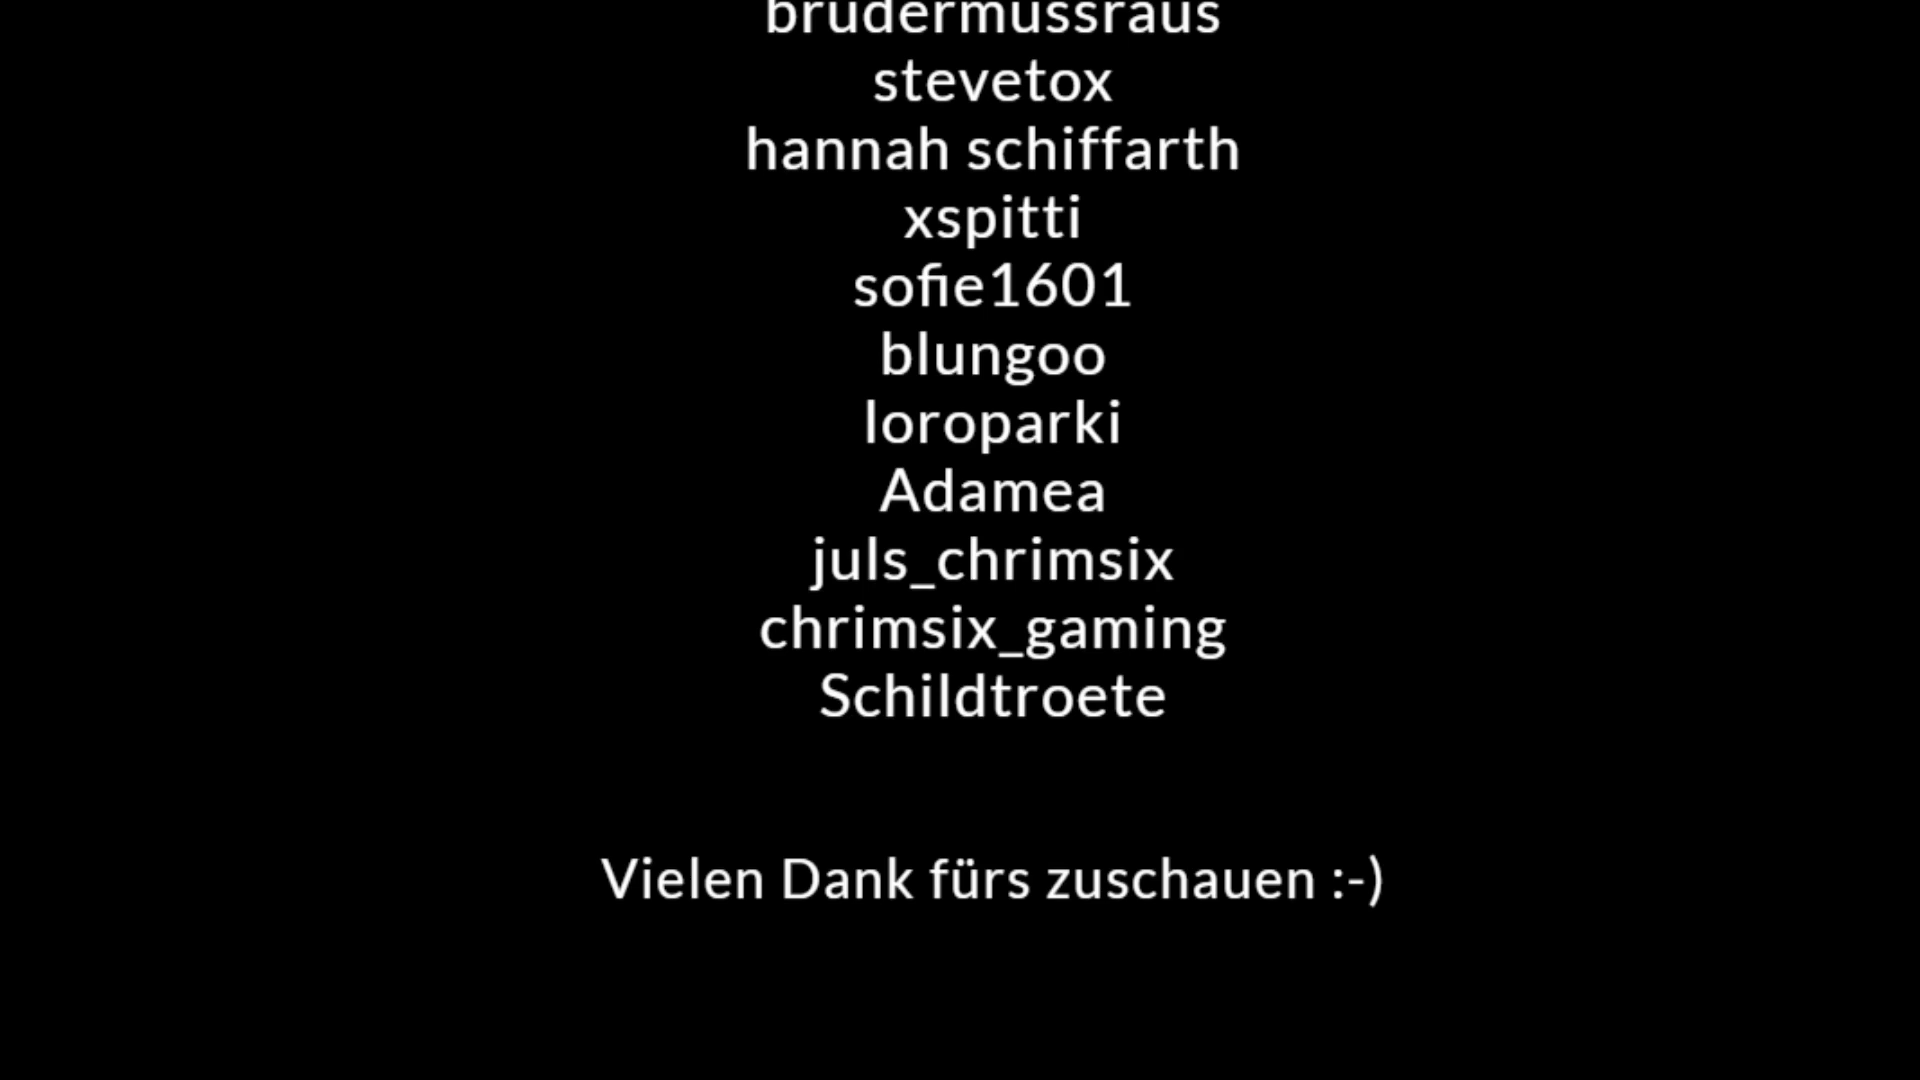 brudermussraus
stevetox
hannah schiffarth
xspitti
sofie1601
blungoo
loroparki
Adamea
juls_chrimsix
chrimsix_gaming
Schildtroete
Vielen Dank fürs zuschauen :-)